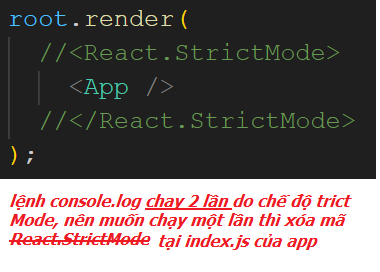 root.render(
//<React.StrictMode>
<App />
//</React.StrictMode>
);
lệnh console.log chay 2 lần do chế độ trict
Mode, nên muốn chạy một lần thì xóa mã
React.StrictMode tại index.js của app